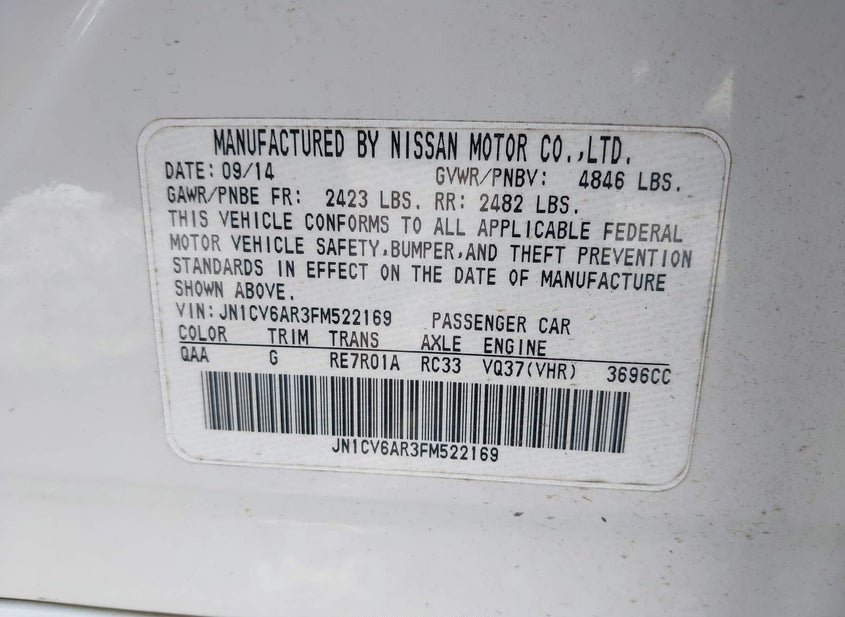 MANUFACTURED BY NISSAN MOTOR CO.,LTD.
DATE: 09/14 GVWR/PNBV: 4846 LBS.
GAWR/PNBE FR: 2423 LBS. RR: 2482 LBS.
THIS VEHICLE CONFORMS TO ALL APPLICABLE FEDERAL
MOTOR VEHICLE SAFETY,BUMPER,AND THEFT PREVENTION
STANDARDS IN EFFECT ON THE DATE OF MANUFACTURE
SHOWN ABOVE.
VIN: JN1CV6AR3FM522169 PASSENGER CAR
COLOR TRIM TRANS AXLE ENGINE
QAA G RE7R01A RC33 VQ37(VHR) 3696CC
JN1CV6AR3FM522169